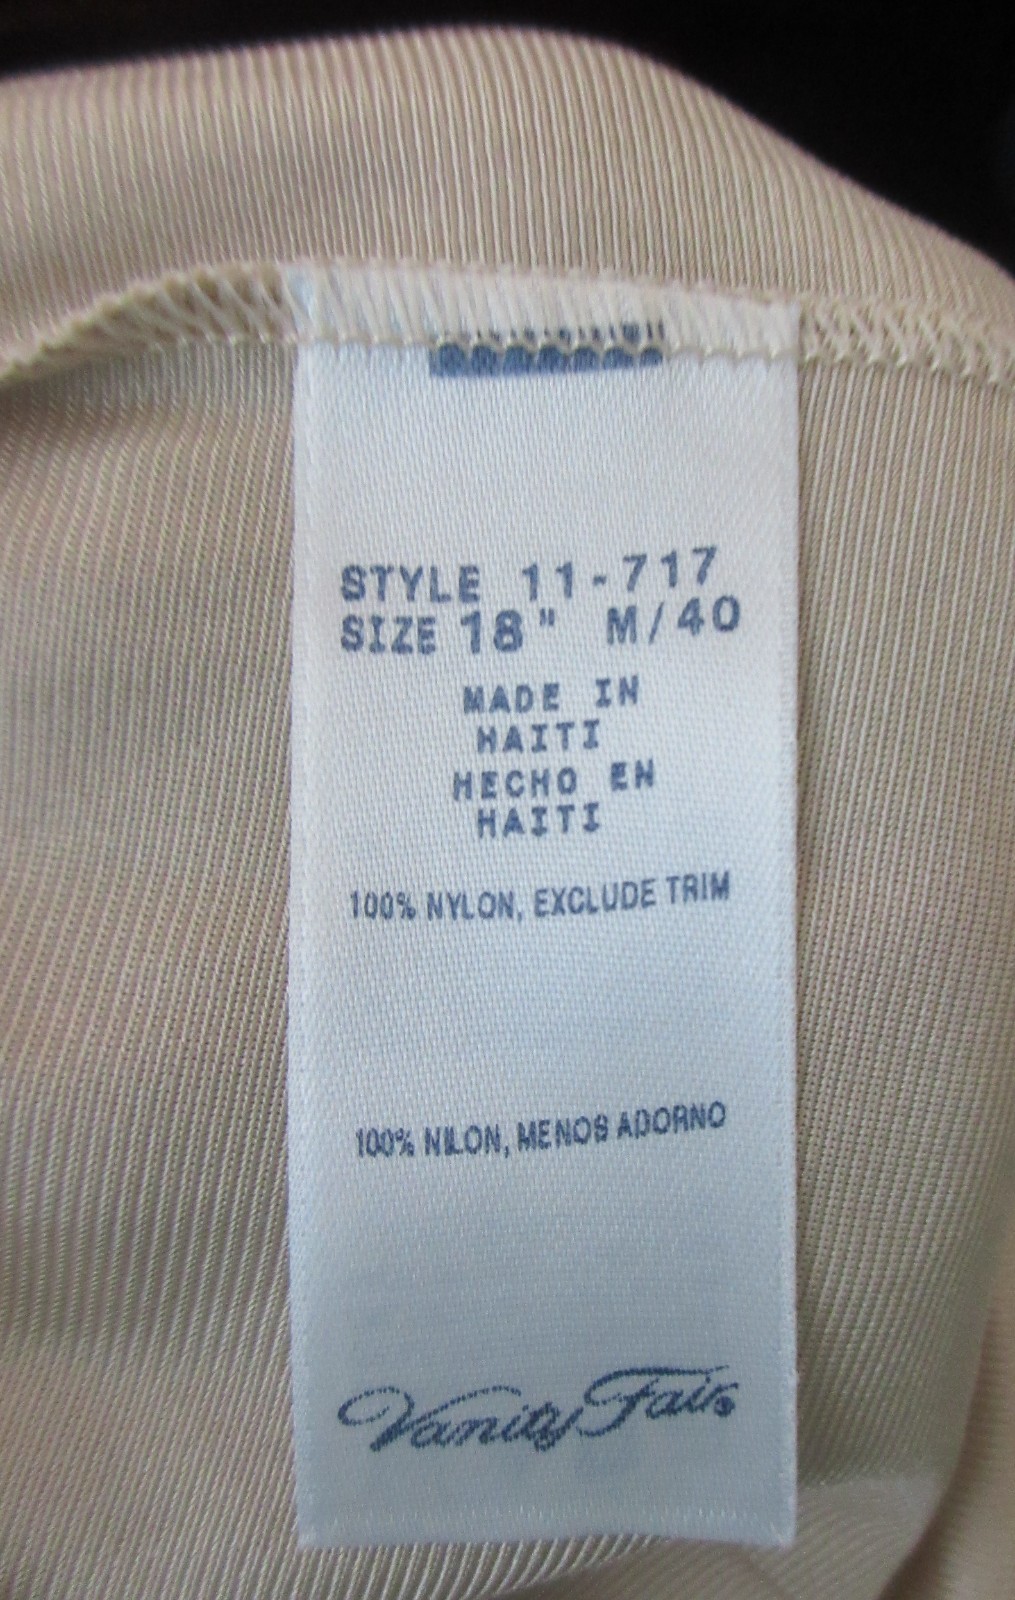 STYLE 11-717
SIZE 18" M/40
MADE IN
HAITI
HECHO EN
HAITI
100% NYLON, EXCLUDE TRIM
100% NILON, MENOS ADORNO
Vanity Fair®